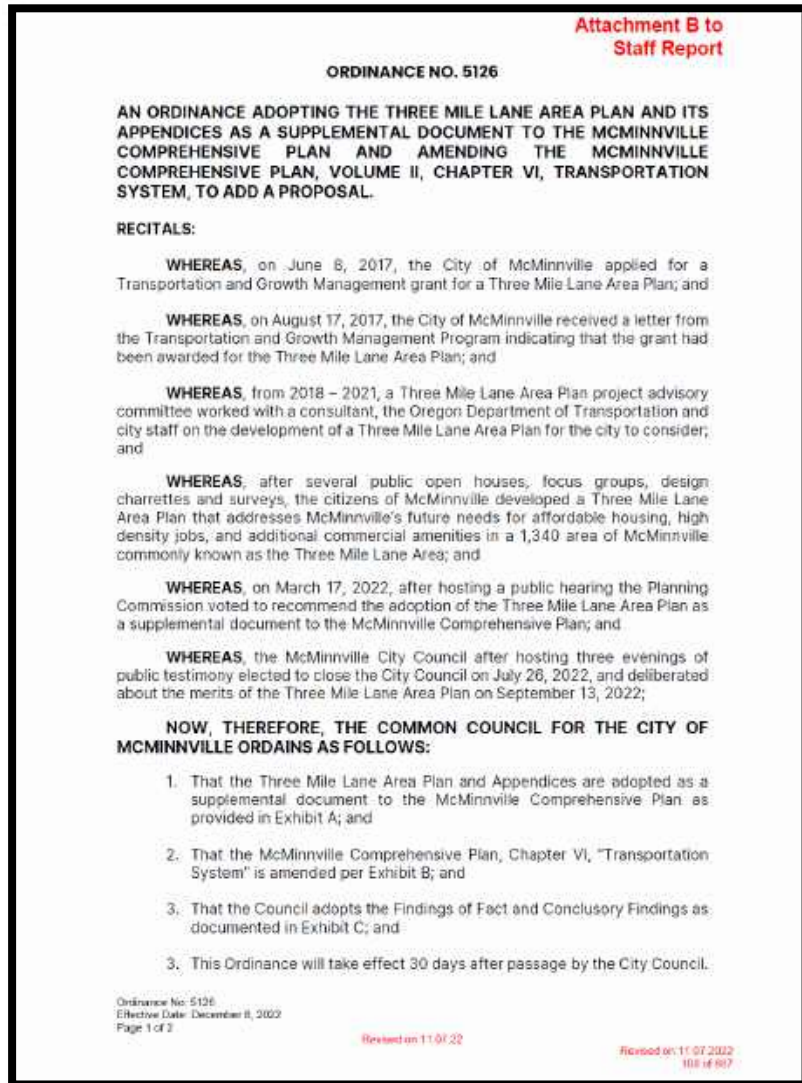 Attachment B to
Staff Report
ORDINANCE NO. 5126
AN ORDINANCE ADOPTING THE THREE MILE LANE AREA PLAN AND ITS
APPENDICES AS A SUPPLEMENTAL DOCUMENT TO THE MCMINNVILLE
COMPREHENSIVE PLAN AND AMENDING THE MCMINNVILLE
COMPREHENSIVE PLAN, VOLUME II, CHAPTER VI, TRANSPORTATION
SYSTEM, TO ADD A PROPOSAL.
RECITALS:
WHEREAS, on June 8, 2017, the City of McMinnville applied for a
Transportation and Growth Management grant for a Three Mile Lane Area Plan; and
WHEREAS, on August 17, 2017, the City of McMinnville received a letter from
the Transportation and Growth Management Program indicating that the grant had
been awarded for the Three Mile Lane Area Plan; and
WHEREAS, from 2018 – 2021, a Three Mile Lane Area Plan project advisory
committee worked with a consultant, the Oregon Department of Transportation and
city staff on the development of a Three Mile Lane Area Plan for the city to consider;
and
WHEREAS, after several public open houses, focus groups, design
charrettes and surveys, the citizens of McMinnville developed a Three Mile Lane
Area Plan that addresses McMinnville's future needs for affordable housing, high
density jobs, and additional commercial amenities in a 1,340 area of McMinnville
commonly known as the Three Mile Lane Area; and
WHEREAS, on March 17, 2022, after hosting a public hearing the Planning
Commission voted to recommend the adoption of the Three Mile Lane Area Plan as
a supplemental document to the McMinnville Comprehensive Plan; and
WHEREAS, the McMinnville City Council after hosting three evenings of
public testimony elected to close the City Council on July 26, 2022, and deliberated
about the merits of the Three Mile Lane Area Plan on September 13, 2022;
NOW, THEREFORE, THE COMMON COUNCIL FOR THE CITY OF
MCMINNVILLE ORDAINS AS FOLLOWS:
1. That the Three Mile Lane Area Plan and Appendices are adopted as a
supplemental document to the McMinnville Comprehensive Plan as
provided in Exhibit A; and
2. That the McMinnville Comprehensive Plan, Chapter VI, "Transportation
System" is amended per Exhibit B; and
3. That the Council adopts the Findings of Fact and Conclusory Findings as
documented in Exhibit C; and
3. This Ordinance will take effect 30 days after passage by the City Council.
Ordinance No: 5126
Effective Date: December 8, 2022
Page 1 of 2
Revised on 11.07.22
Revised on 11.07.2022
of